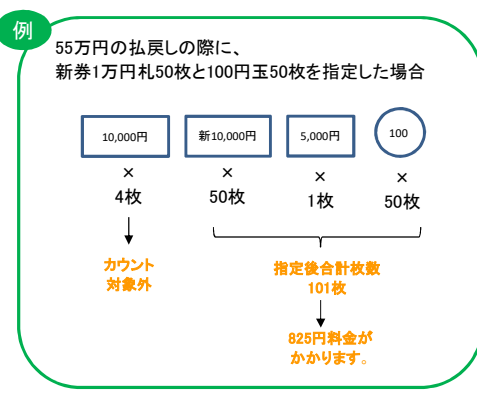 例
55万円の払戻しの際に、
新券1万円札50枚と100円玉50枚を指定した場合
10,000円 新10,000円 5,000円 100
× × × ×
4枚 50枚 1枚 50枚
カウント
対象外
指定後合計枚数
101枚
825円料金が
かかります。